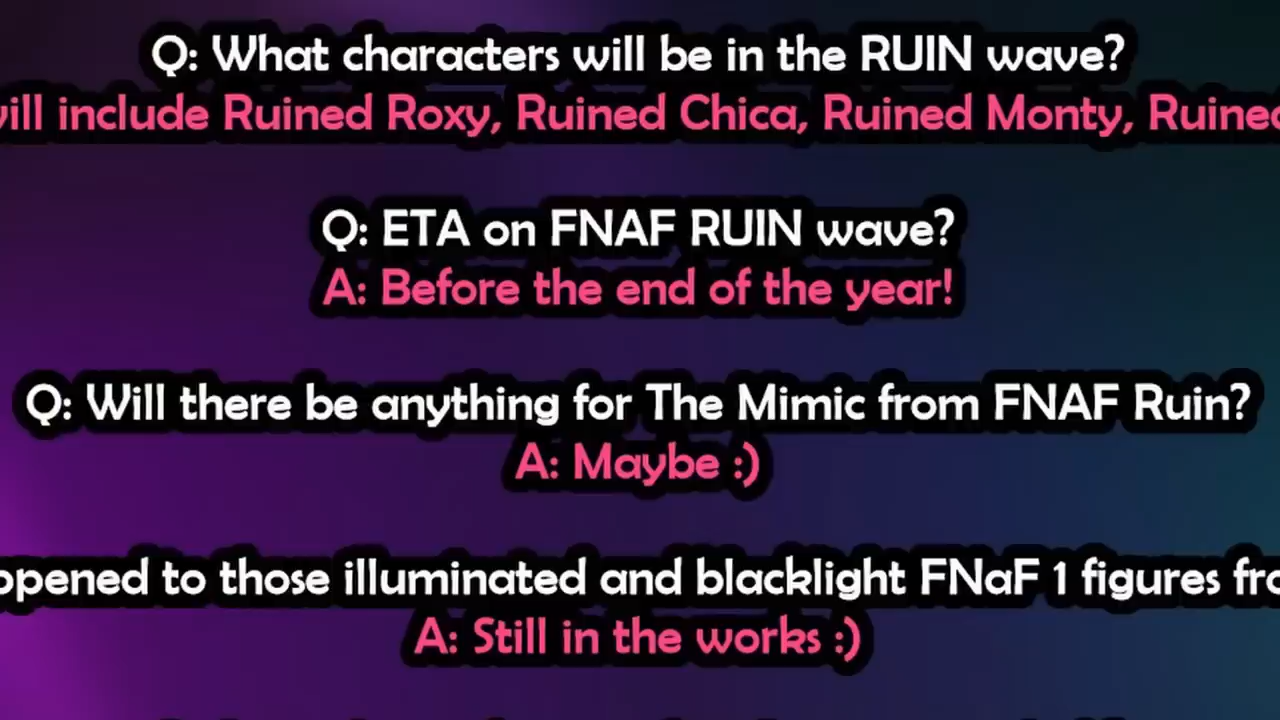 Q: What characters will be in the RUIN wave?
will include Ruined Roxy, Ruined Chica, Ruined Monty, Ruined
Q: ETA on FNAF RUIN wave?
A: Before the end of the year!
Q: Will there be anything for The Mimic from FNAF Ruin?
A: Maybe :)
to those illuminated and blacklight FNaF 1 figures
A: Still in the works :)